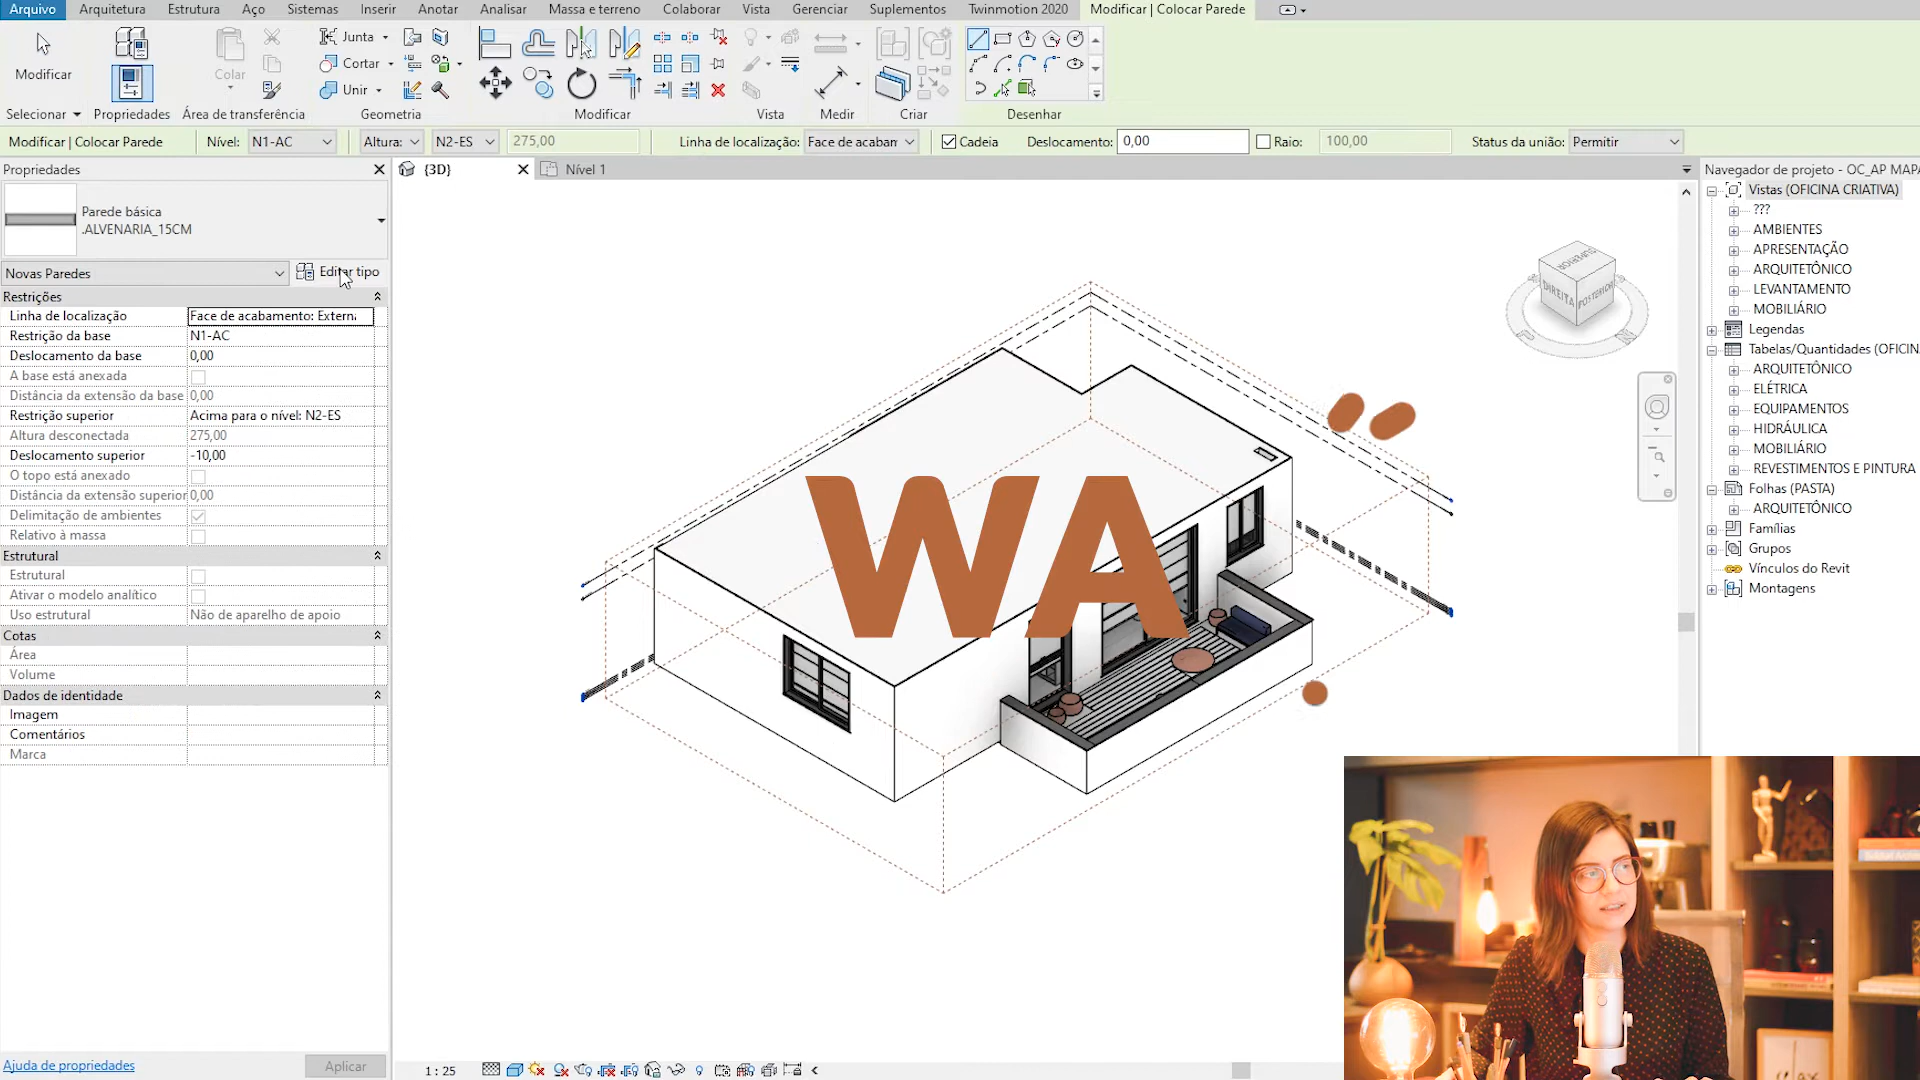 Arquivo Arquitetura Estrutura Aço Sistemas Inserir Anotar Analisar Massa e terreno Colaborar Vista Gerenciar Suplementos Twinmotion 2020 Modificar | Colocar Parede
Junta
Cortar
Unir
Modificar
Colar
Selecionar Propriedades Área de transferência Geometria Modificar Vista Medir Criar Desenhar
Modificar | Colocar Parede Nível: N1-AC Altura: N2-ES 275,00 Linha de localização: Face de acaban Cadeia Deslocamento: 0,00 Raio: 100,00 Status da união: Permitir
Propriedades
Parede básica
.ALVENARIA_15CM
Novas Paredes Editar tipo
Restrições
Linha de localização Face de acabamento: Extern
Restrição da base N1-AC
Deslocamento da base 0,00
A base está anexada
Distância da extensão da base 0,00
Restrição superior Acima para o nível: N2-ES
Altura desconectada 275,00
Deslocamento superior -10,00
O topo está anexado
Distância da extensão superior 0,00
Delimitação de ambientes
Relativo à massa
Estrutural
Estrutural
Ativar o modelo analítico
Uso estrutural Não de aparelho de apoio
Cotas
Área
Volume
Dados de identidade
Imagem
Comentários
Marca
Ajuda de propriedades Aplicar
{3D} Nível 1
SUPERIOR
DIREITA POSTERIOR
WA
1 : 25
Navegador de projeto - OC_AP MAPA
Vistas (OFICINA CRIATIVA)
???
AMBIENTES
APRESENTAÇÃO
ARQUITETÔNICO
LEVANTAMENTO
MOBILIÁRIO
Legendas
Tabelas/Quantidades (OFICIN
ARQUITETÔNICO
ELÉTRICA
EQUIPAMENTOS
HIDRÁULICA
MOBILIÁRIO
REVESTIMENTOS E PINTURA
Folhas (PASTA)
ARQUITETÔNICO
Famílias
Grupos
Vínculos do Revit
Montagens